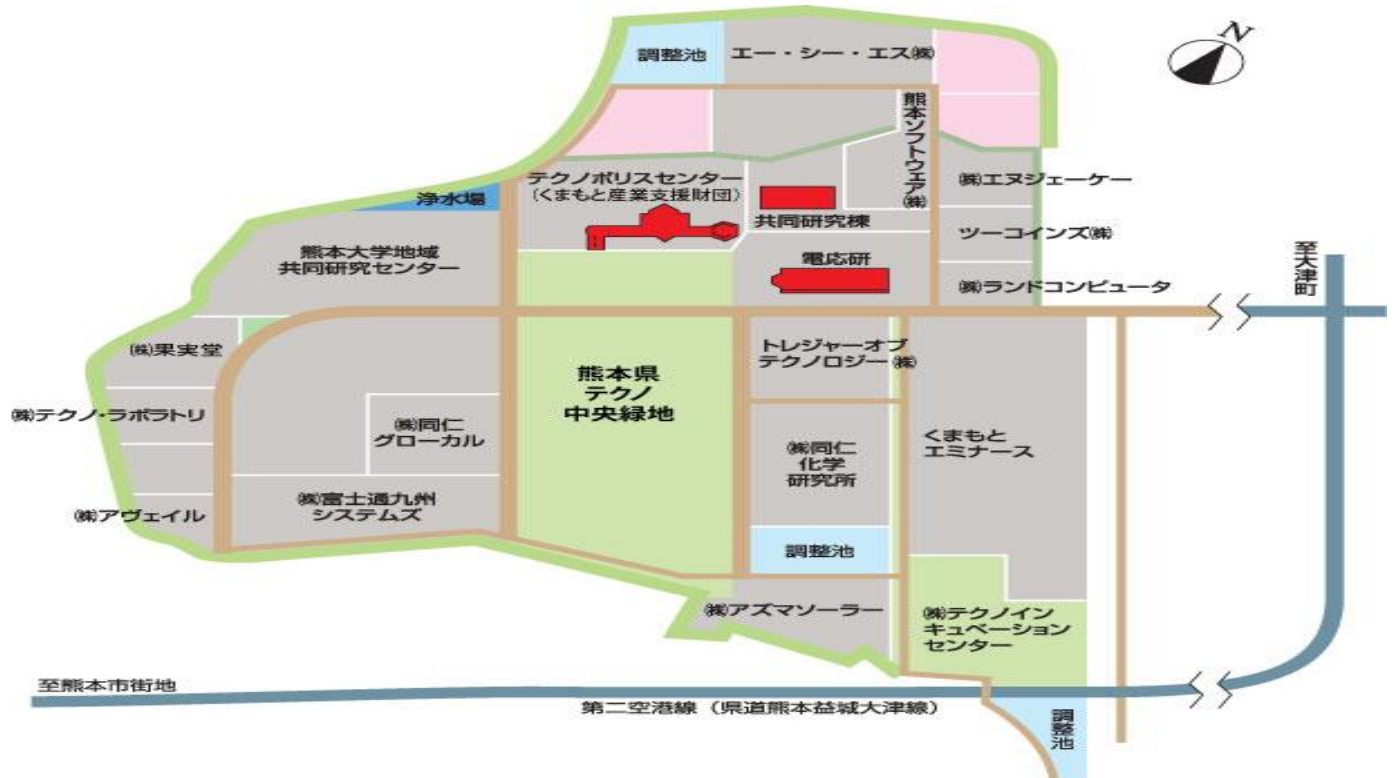 N
調整池
エー・シー・エス㈱
熊本ソフトウェア㈱
テクノポリスセンター
(くまもと産業支援財団)
㈱エヌジェーケー
浄水場
共同研究棟
ツーコインズ㈱
熊本大学地域
共同研究センター
電応研
㈱ランドコンピュータ
至大津町
㈱果実堂
トレジャーオブ
テクノロジー㈱
熊本県
テクノ
中央緑地
㈱テクノ・ラボラトリ
㈱同仁
グローカル
くまもと
エミナース
㈱同仁
化学
研究所
㈱富士通九州
システムズ
㈱アヴェイル
調整池
㈱アズマソーラー
㈱テクノイン
キュベーション
センター
至熊本市街地
第二空港線（県道熊本益城大津線）
調整池